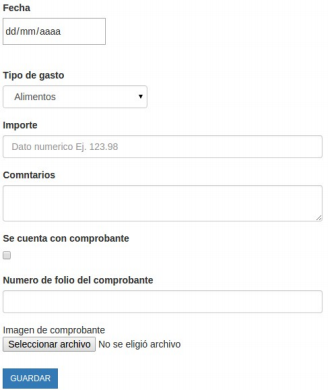 Fecha
dd/mm/aaaa
Tipo de gasto
Alimentos
Importe
Dato numerico Ej. 123.98
Comntarios
Se cuenta con comprobante
Numero de folio del comprobante
Imagen de comprobante
Seleccionar archivo No se eligió archivo
GUARDAR